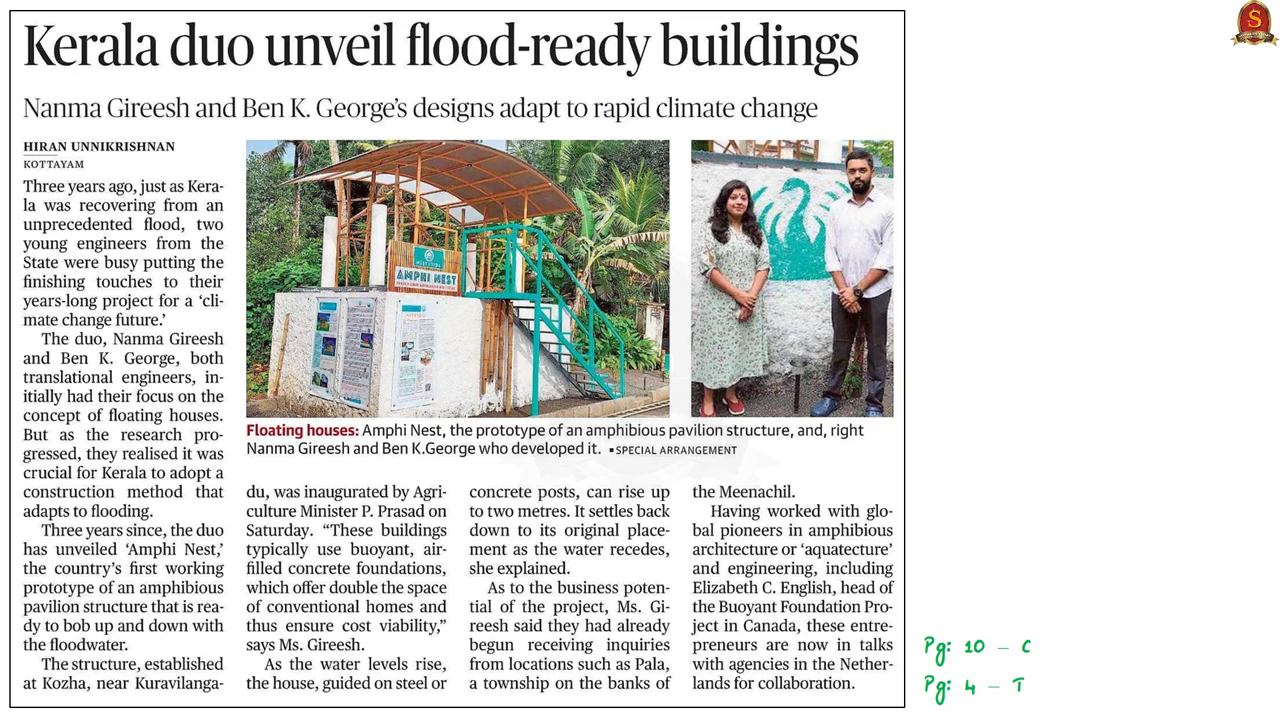 Kerala duo unveil flood-ready buildings
Nanma Gireesh and Ben K. George’s designs adapt to rapid climate change
HIRAN UNNIKRISHNAN
KOTTAYAM
Three years ago, just as Kera-
la was recovering from an
unprecedented flood, two
young engineers from the
State were busy putting the
finishing touches to their
years-long project for a ‘cli-
mate change future.’
The duo, Nanma Gireesh
and Ben K. George, both
translational engineers, in-
itially had their focus on the
concept of floating houses.
But as the research pro-
gressed, they realised it was
crucial for Kerala to adopt a
construction method that
adapts to flooding.
Three years since, the duo
has unveiled ‘Amphi Nest,’
the country’s first working
prototype of an amphibious
pavilion structure that is rea-
dy to bob up and down with
the floodwater.
The structure, established
at Kozha, near Kuravilanga-
AMPHI NEST
Floating houses: Amphi Nest, the prototype of an amphibious pavilion structure, and, right
Nanma Gireesh and Ben K.George who developed it. ▪SPECIAL ARRANGEMENT
du, was inaugurated by Agri-
culture Minister P. Prasad on
Saturday. “These buildings
typically use buoyant, air-
filled concrete foundations,
which offer double the space
of conventional homes and
thus ensure cost viability,”
says Ms. Gireesh.
As the water levels rise,
the house, guided on steel or
concrete posts, can rise up
to two metres. It settles back
down to its original place-
ment as the water recedes,
she explained.
As to the business poten-
tial of the project, Ms. Gi-
reesh said they had already
begun receiving inquiries
from locations such as Pala,
a township on the banks of
the Meenachil.
Having worked with glo-
bal pioneers in amphibious
architecture or ‘aquatecture’
and engineering, including
Elizabeth C. English, head of
the Buoyant Foundation Pro-
ject in Canada, these entre-
preneurs are now in talks
with agencies in the Nether-
lands for collaboration.
S
Pg: 10 – C
Pg: 4 – T